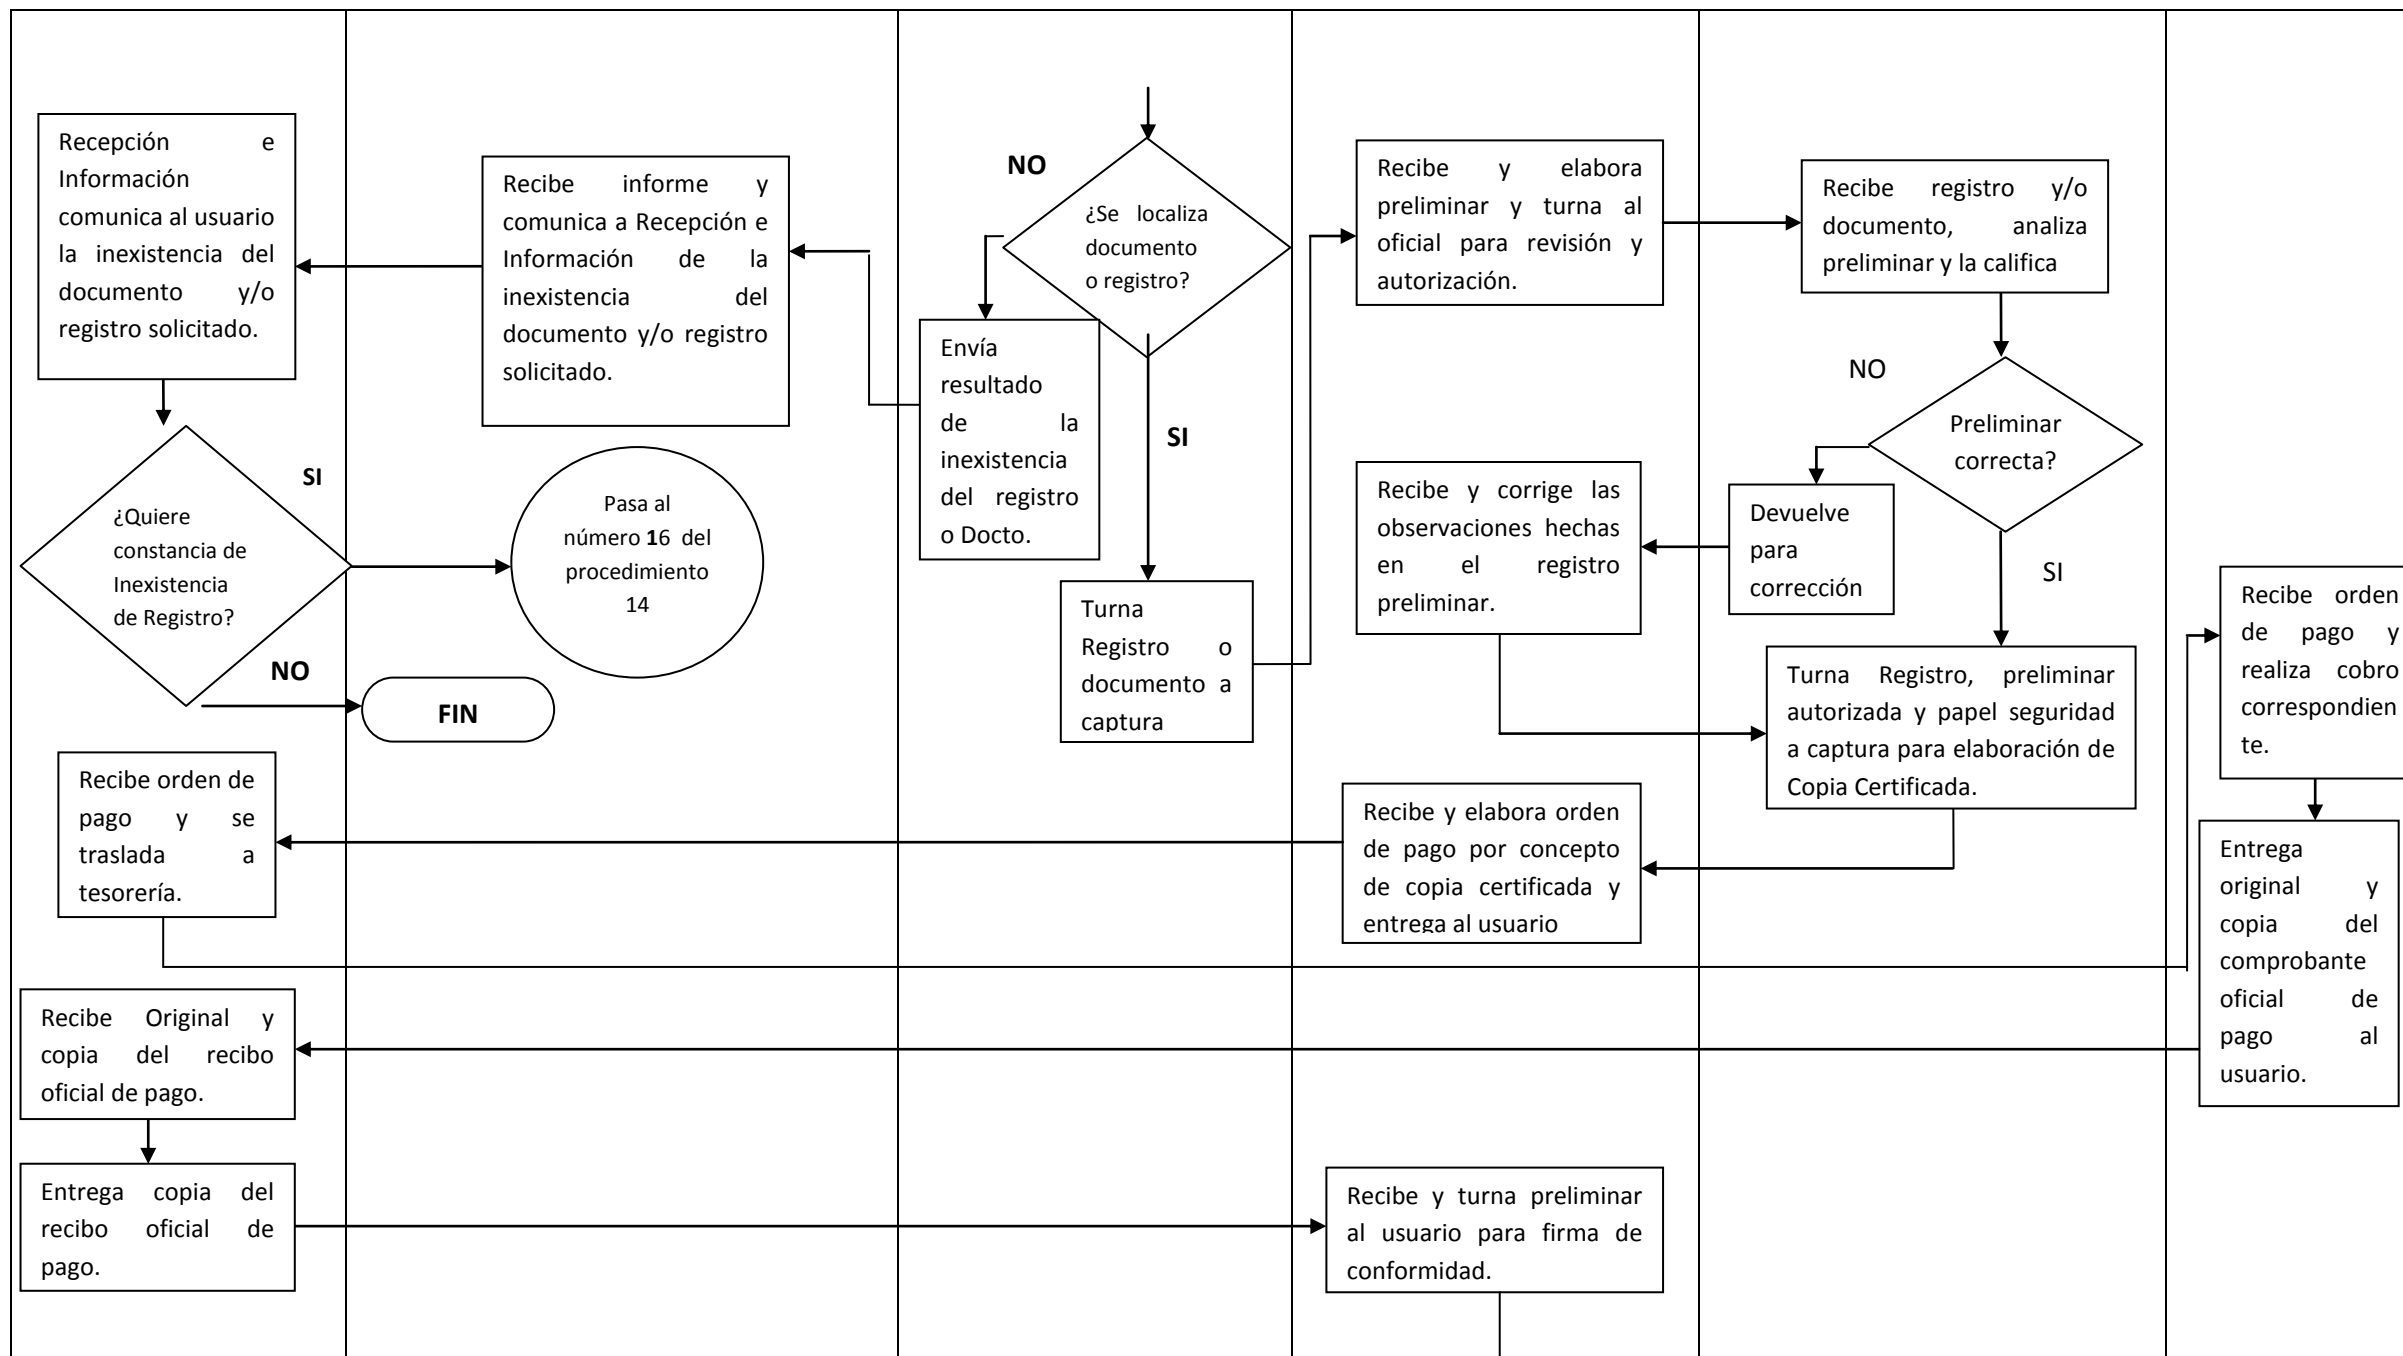 Recepción e
Información
comunica al usuario
la inexistencia del
documento y/o
registro solicitado.
¿Quiere
constancia de
Inexistencia
de Registro?
SI
NO
Recibe orden de
pago y se
traslada a
tesorería.
Recibe Original y
copia del recibo
oficial de pago.
Entrega copia del
recibo oficial de
pago.
Recibe informe y
comunica a Recepción e
Información de la
inexistencia del
documento y/o registro
solicitado.
Pasa al
número 16 del
procedimiento
14
FIN
NO
¿Se localiza
documento
o registro?
Envía
resultado
de la
inexistencia
del registro
o Docto.
SI
Turna
Registro o
documento a
captura
Recibe y elabora
preliminar y turna al
oficial para revisión y
autorización.
Recibe y corrige las
observaciones hechas
en el registro
preliminar.
Recibe y elabora orden
de pago por concepto
de copia certificada y
entrega al usuario
Recibe y turna preliminar
al usuario para firma de
conformidad.
Recibe registro y/o
documento, analiza
preliminar y la califica
NO
Preliminar
correcta?
Devuelve
para
corrección
SI
Turna Registro, preliminar
autorizada y papel seguridad
a captura para elaboración de
Copia Certificada.
Recibe orden
de pago y
realiza cobro
correspondien
te.
Entrega
original y
copia del
comprobante
oficial de
pago al
usuario.